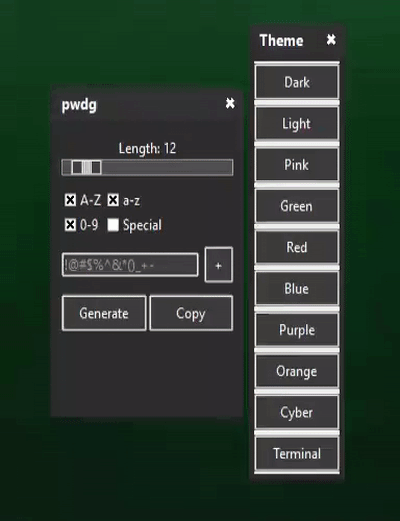 pwdg
Length: 12
A-Z a-z
0-9 Special
!@#$%^&*()_+-
+
Generate Copy
Theme
Dark
Light
Pink
Green
Red
Blue
Purple
Orange
Cyber
Terminal